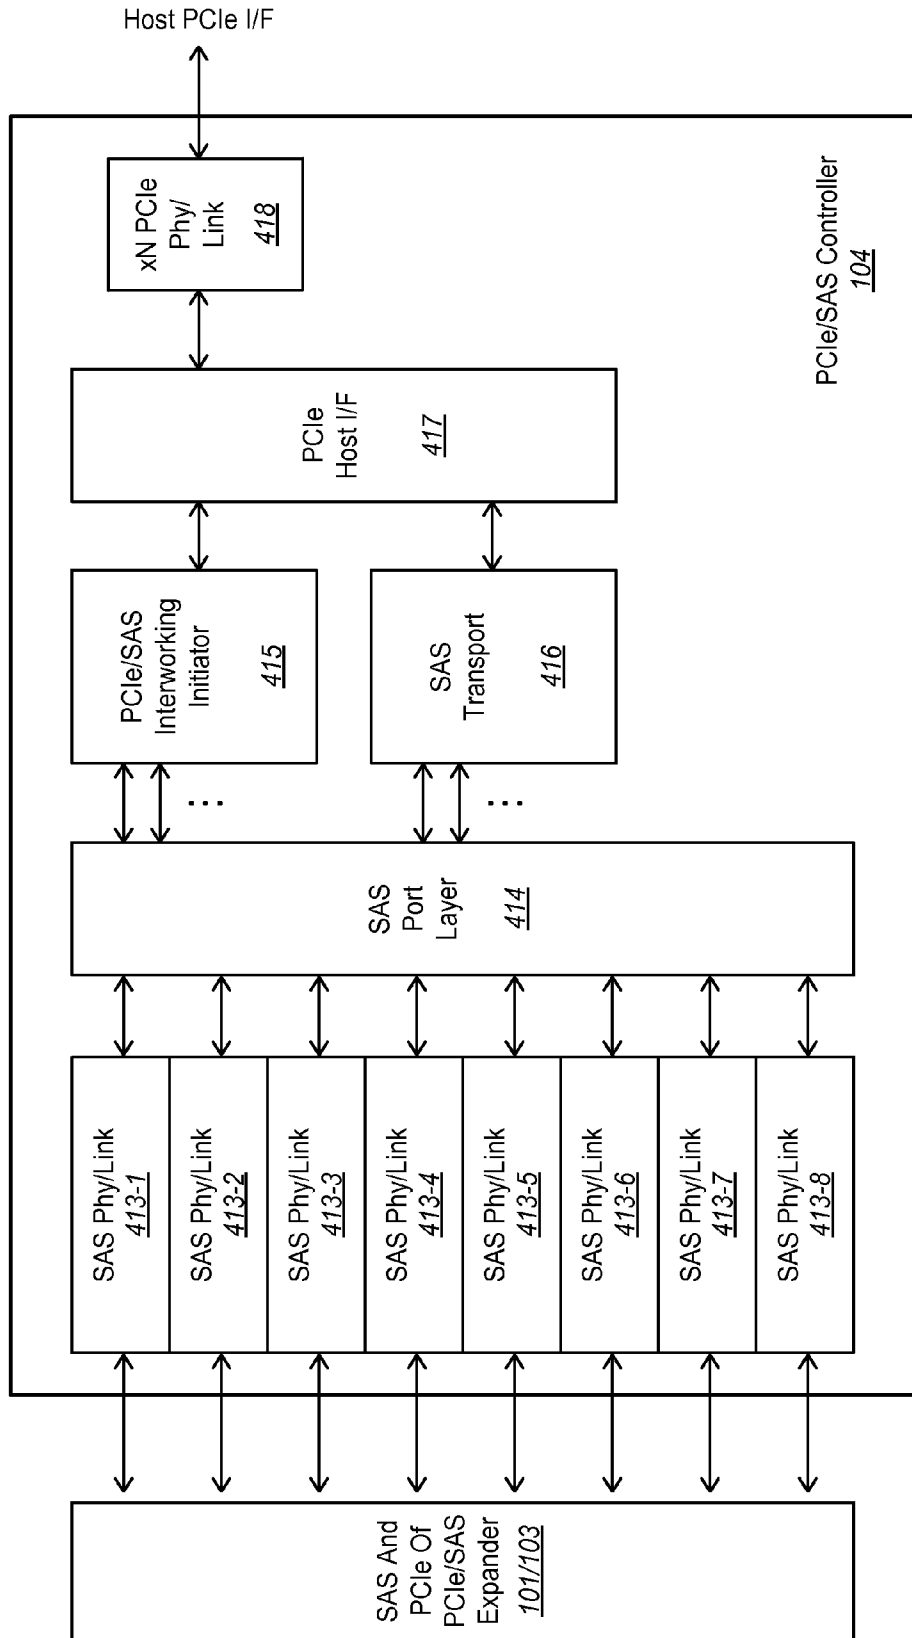 Host PCIe I/F
xN PCIe
Phy/
Link
418
PCIe/SAS Controller
104
PCIe
Host I/F
417
PCIe/SAS
Interworking
Initiator
415
SAS
Transport
416
...
...
SAS
Port
Layer
414
SAS Phy/Link
413-1
SAS Phy/Link
413-2
SAS Phy/Link
413-3
SAS Phy/Link
413-4
SAS Phy/Link
413-5
SAS Phy/Link
413-6
SAS Phy/Link
413-7
SAS Phy/Link
413-8
SAS And
PCIe Of
PCIe/SAS
Expander
101/103